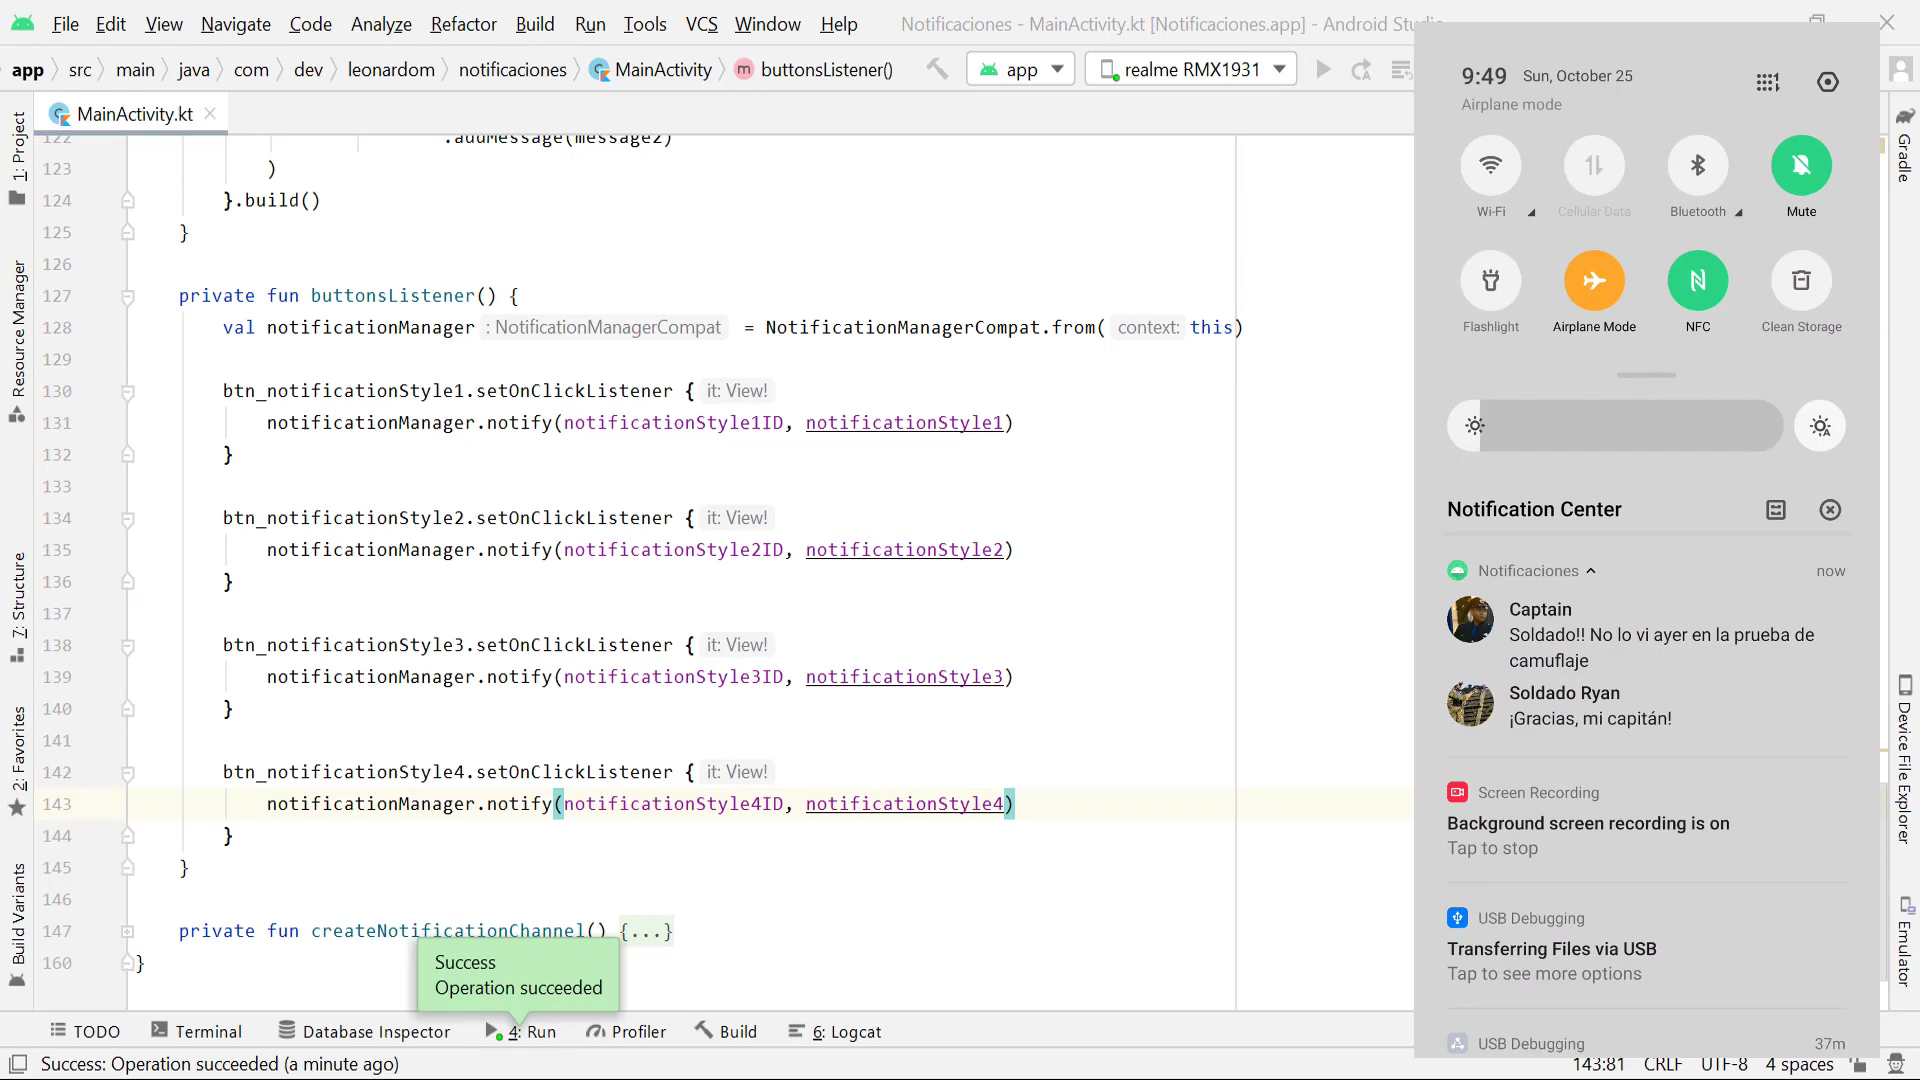 File Edit View Navigate Code Analyze Refactor Build Run Tools VCS Window Help Notificaciones - MainActivity.kt [Notificaciones.app] - Android Studio
app src main java com dev leonardom notificaciones MainActivity m buttonsListener() app realme RMX1931
MainActivity.kt
122 .addMessage(message2)
123 )
124 }.build()
125 }
126
127 private fun buttonsListener() {
128 val notificationManager : NotificationManagerCompat = NotificationManagerCompat.from( context: this)
129
130 btn_notificationStyle1.setOnClickListener { it: View!
131 notificationManager.notify(notificationStyle1ID, notificationStyle1)
132 }
133
134 btn_notificationStyle2.setOnClickListener { it: View!
135 notificationManager.notify(notificationStyle2ID, notificationStyle2)
136 }
137
138 btn_notificationStyle3.setOnClickListener { it: View!
139 notificationManager.notify(notificationStyle3ID, notificationStyle3)
140 }
141
142 btn_notificationStyle4.setOnClickListener { it: View!
143 notificationManager.notify(notificationStyle4ID, notificationStyle4)
144 }
145 }
146
147 private fun createNotificationChannel() {...}
160 }
Success
Operation succeeded
1: Project
Resource Manager
7: Structure
2: Favorites
Build Variants
9:49 Sun, October 25
Airplane mode
Wi-Fi Cellular Data Bluetooth Mute
Flashlight Airplane Mode NFC Clean Storage
Notification Center
Notificaciones now
Captain
Soldado!! No lo vi ayer en la prueba de
camuflaje
Soldado Ryan
¡Gracias, mi capitán!
Screen Recording
Background screen recording is on
Tap to stop
USB Debugging
Transferring Files via USB
Tap to see more options
USB Debugging 37m
Gradle
Device File Explorer
Emulator
TODO Terminal Database Inspector 4: Run Profiler Build 6: Logcat
Success: Operation succeeded (a minute ago) 143:81 CRLF UTF-8 4 spaces